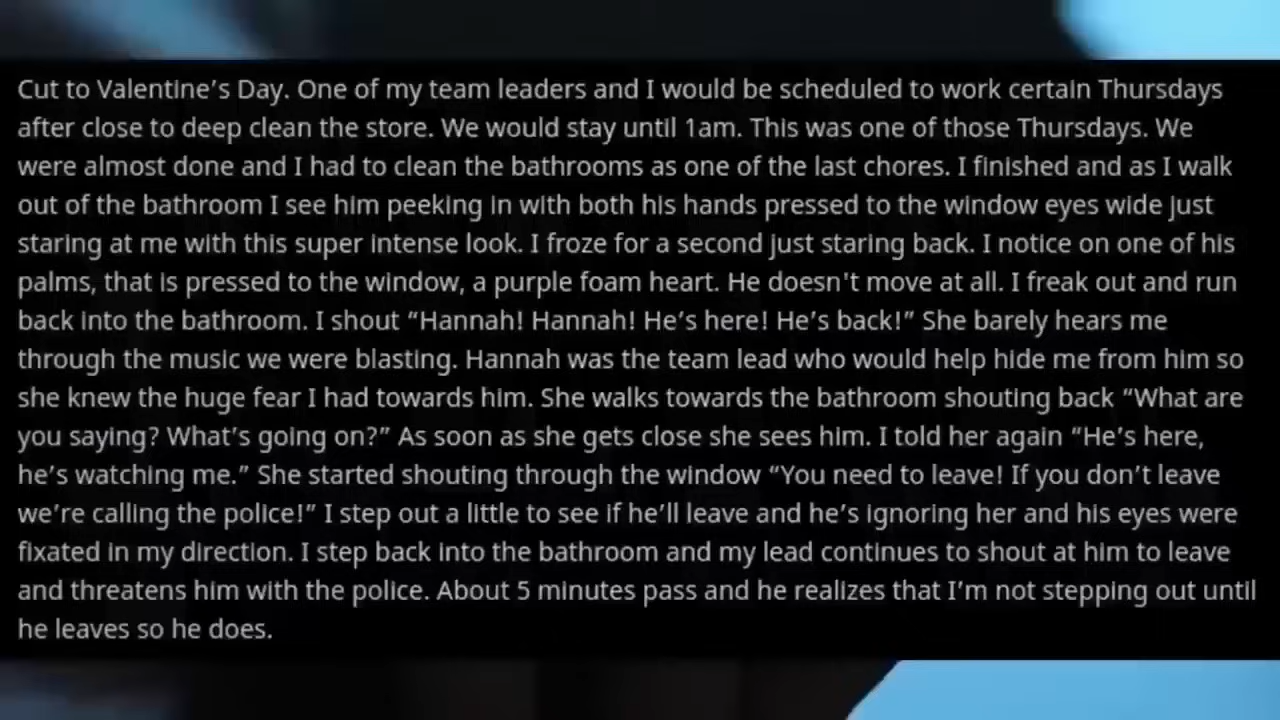 Cut to Valentine’s Day. One of my team leaders and I would be scheduled to work certain Thursdays
after close to deep clean the store. We would stay until 1am. This was one of those Thursdays. We
were almost done and I had to clean the bathrooms as one of the last chores. I finished and as I walk
out of the bathroom I see him peeking in with both his hands pressed to the window eyes wide just
staring at me with this super intense look. I froze for a second just staring back. I notice on one of his
palms, that is pressed to the window, a purple foam heart. He doesn't move at all. I freak out and run
back into the bathroom. I shout “Hannah! Hannah! He’s here! He’s back!” She barely hears me
through the music we were blasting. Hannah was the team lead who would help hide me from him so
she knew the huge fear I had towards him. She walks towards the bathroom shouting back “What are
you saying? What’s going on?” As soon as she gets close she sees him. I told her again “He’s here,
he’s watching me.” She started shouting through the window “You need to leave! If you don’t leave
we’re calling the police!” I step out a little to see if he’ll leave and he’s ignoring her and his eyes were
fixated in my direction. I step back into the bathroom and my lead continues to shout at him to leave
and threatens him with the police. About 5 minutes pass and he realizes that I’m not stepping out until
he leaves so he does.